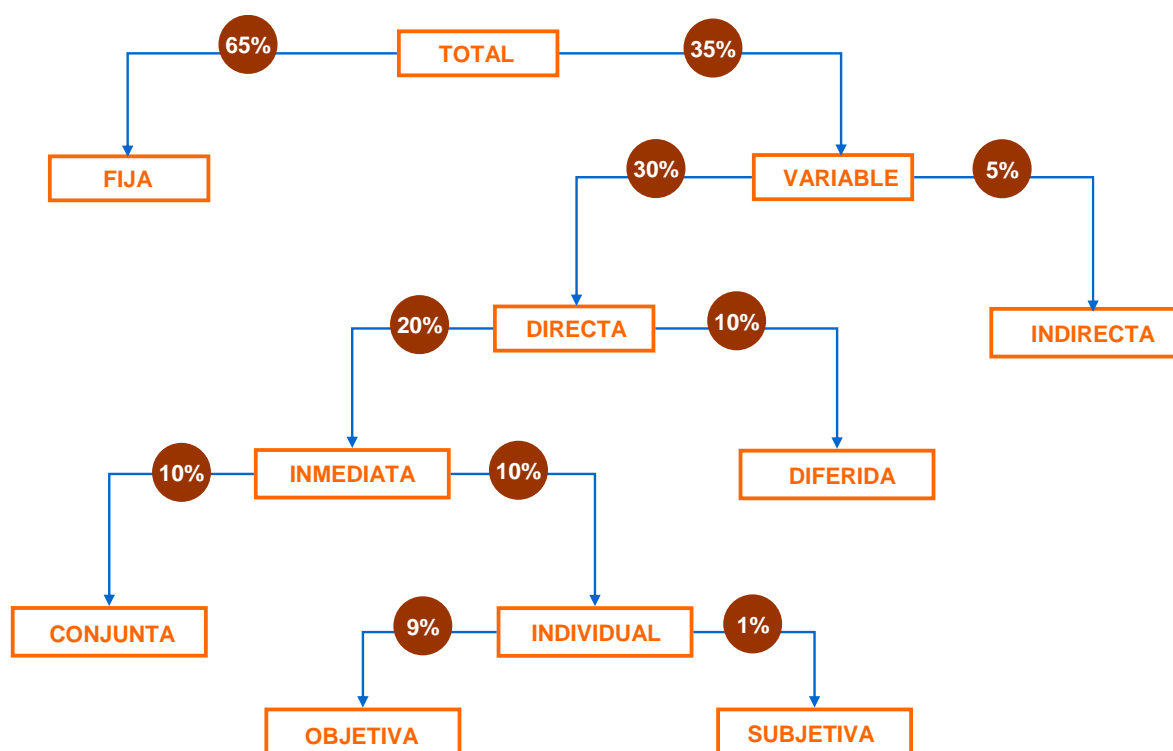 65%
TOTAL
35%
FIJA
30%
VARIABLE
5%
20%
DIRECTA
10%
INDIRECTA
10%
INMEDIATA
10%
DIFERIDA
CONJUNTA
9%
INDIVIDUAL
1%
OBJETIVA
SUBJETIVA